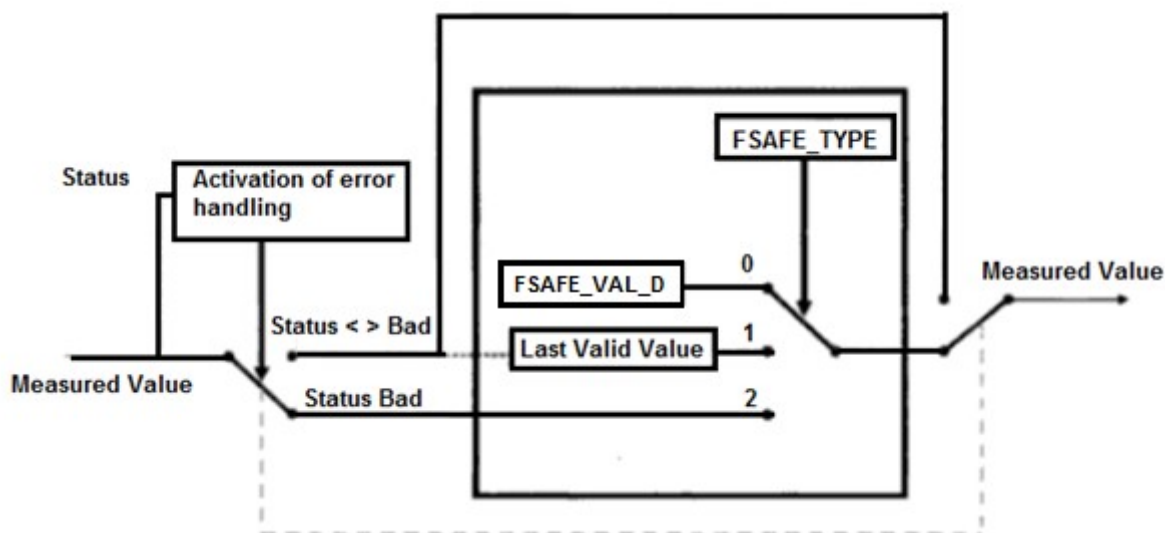 FSAFE_TYPE
Status
Activation of error
handling
0
Measured Value
FSAFE_VAL_D
Status < > Bad
1
Last Valid Value
Measured Value
Status Bad
2